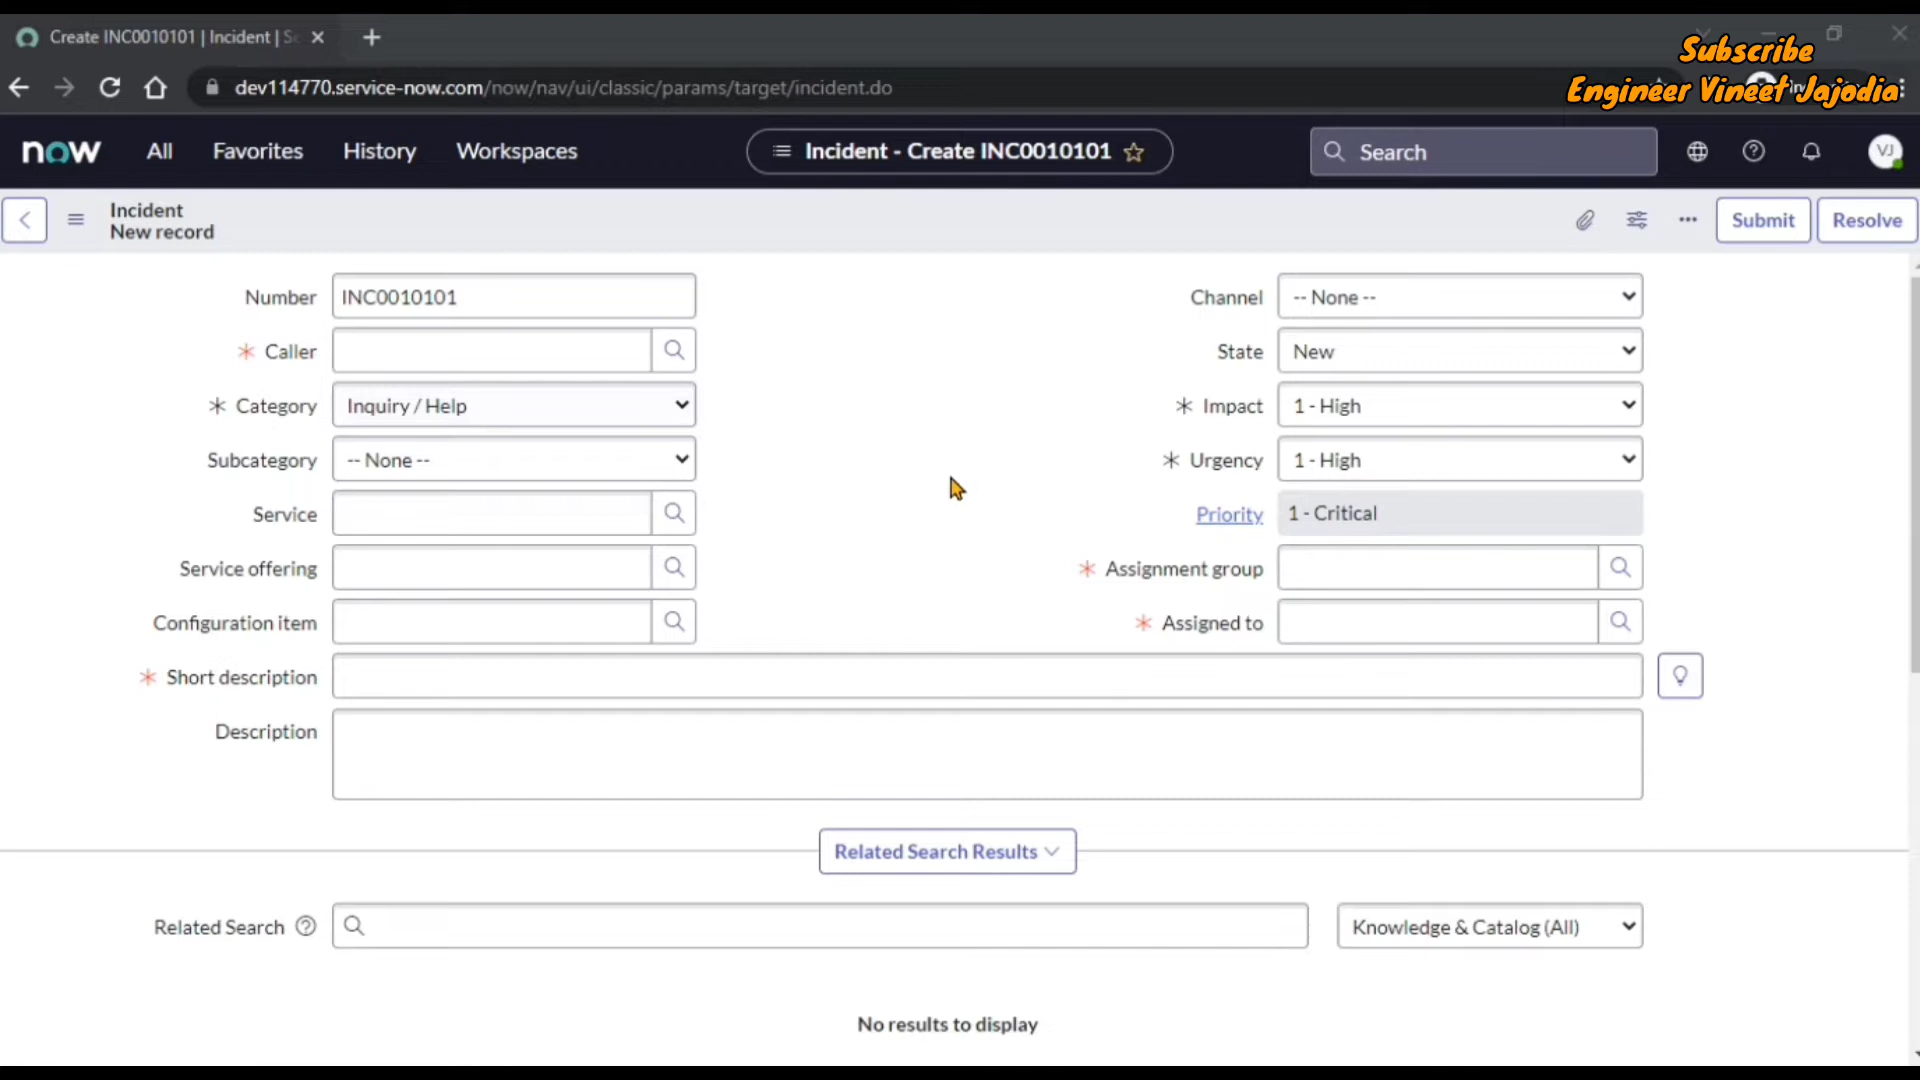 Create INC0010101 | Incident | S
Subscribe
dev114770.service-now.com/now/nav/ui/classic/params/target/incident.do
Engineer Vineet Jajodia
now All Favorites History Workspaces Incident - Create INC0010101 Search VJ
Incident
New record
Submit Resolve
Number INC0010101 Channel -- None --
* Caller State New
* Category Inquiry / Help * Impact 1 - High
Subcategory -- None -- * Urgency 1 - High
Service Priority 1 - Critical
Service offering * Assignment group
Configuration item * Assigned to
* Short description
Description
Related Search Results
Related Search Knowledge & Catalog (All)
No results to display